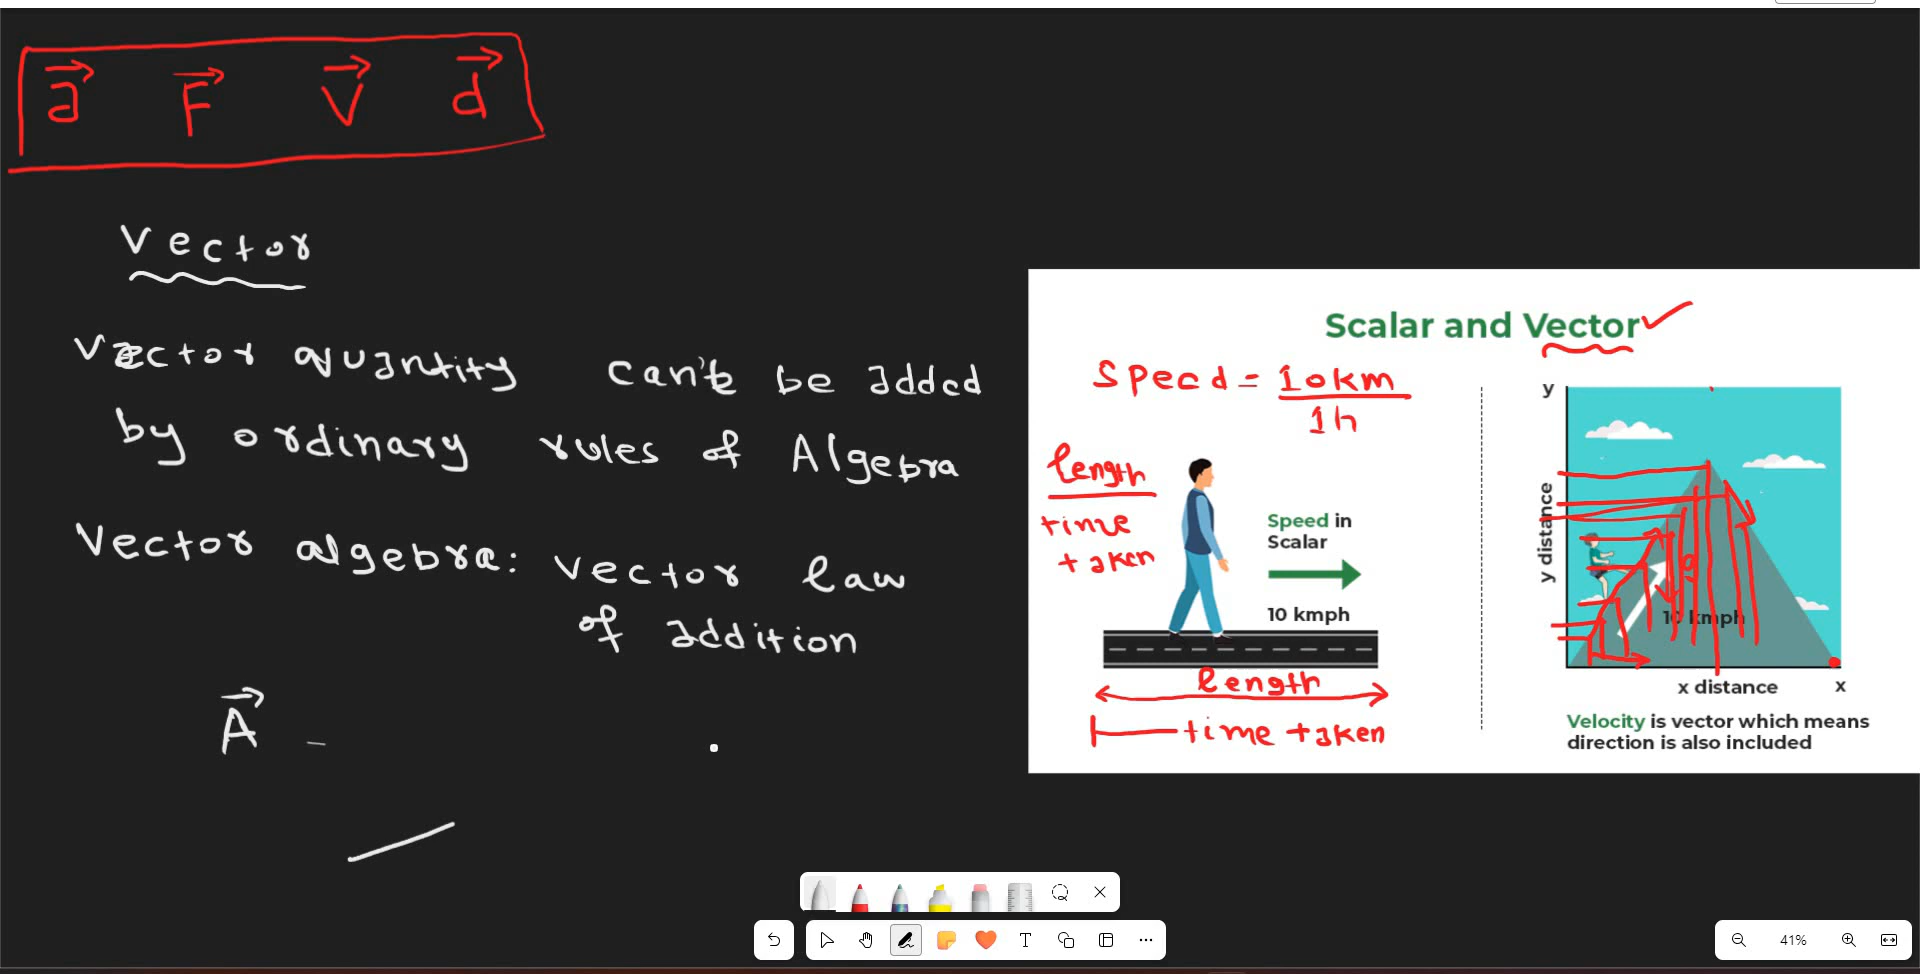 a F V d
Vector
Vector quantity can't be added
by ordinary rules of Algebra
Vector algebra: vector law
of addition
A -
Scalar and Vector
Speed = 10km
1h
length
time
taken
Speed in
Scalar
10 kmph
length
time taken
y
y distance
10 kmph
x distance
x
Velocity is vector which means
direction is also included
T
41%